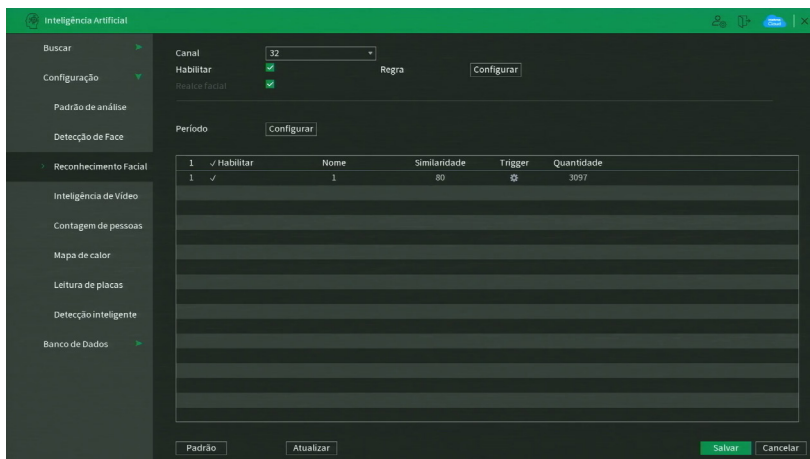 Inteligência Artificial
Buscar
Configuração
Padrão de análise
Detecção de Face
Reconhecimento Facial
Inteligência de Vídeo
Contagem de pessoas
Mapa de calor
Leitura de placas
Detecção inteligente
Banco de Dados
Canal 32
Habilitar Regra Configurar
Realce facial
Período Configurar
1 Habilitar Nome Similaridade Trigger Quantidade
1 1 80 3097
Padrão Atualizar Salvar Cancelar